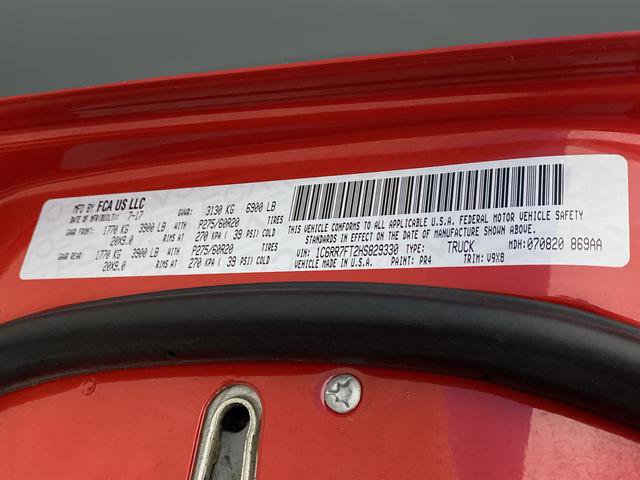 MFD BY FCA US LLC
DATE OF MFR(BUILT): 7-17 GVWR: 3130 KG 6900 LB
GAWR FRONT: 1770 KG 3900 LB P275/60R20 TIRES
20X9.0 RIMS AT 270 KPA ( 39 PSI) COLD
GAWR REAR: 1770 KG 3900 LB P275/60R20 TIRES
20X9.0 RIMS AT 270 KPA ( 39 PSI) COLD
THIS VEHICLE CONFORMS TO ALL APPLICABLE U.S.A. FEDERAL MOTOR VEHICLE SAFETY
STANDARDS IN EFFECT ON THE DATE OF MANUFACTURE SHOWN ABOVE.
VIN: 1C6RR7FT2HS829330 TYPE: TRUCK MDH:070820 869AA
VEHICLE MADE IN U.S.A. PAINT: PR4 TRIM: V9X8